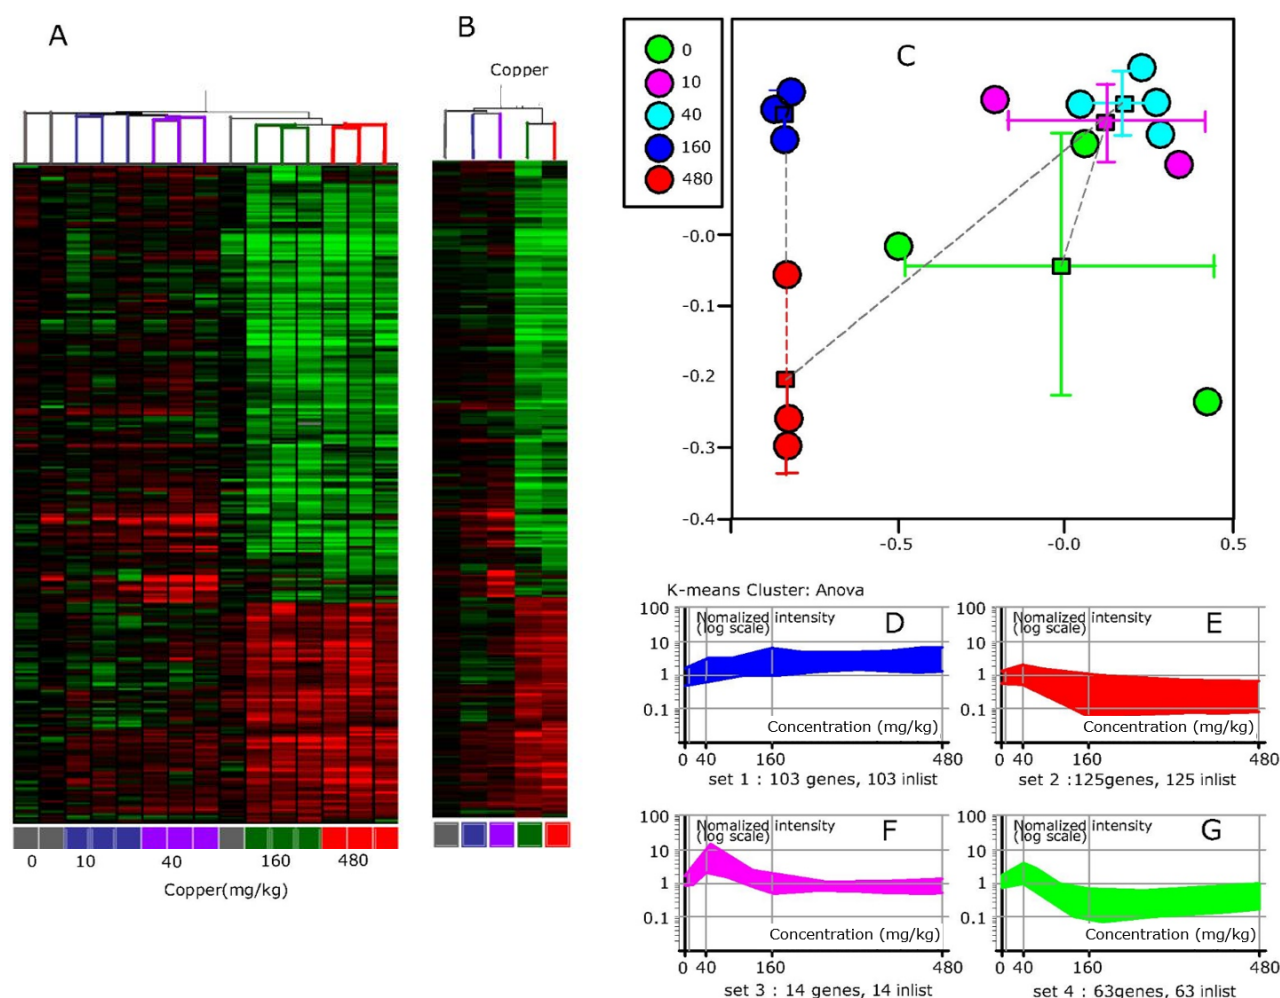 A
B
Copper
0 10 40 160 480
Copper(mg/kg)
0
10
40
160
480
C
-0.0
-0.1
-0.2
-0.3
-0.4
-0.5 -0.0 0.5
K-means Cluster: Anova
100
10
1
0.1
Nomalized intensity
(log scale)
D
Concentration (mg/kg)
0 40 160 480
set 1 : 103 genes, 103 inlist
100
10
1
0.1
Nomalized intensity
(log scale)
E
Concentration (mg/kg)
0 40 160 480
set 2 :125genes, 125 inlist
100
10
1
0.1
Nomalized intensity
(log scale)
F
Concentration (mg/kg)
0 40 160 480
set 3 : 14 genes, 14 inlist
100
10
1
0.1
Nomalized intensity
(log scale)
G
Concentration (mg/kg)
0 40 160 480
set 4 : 63genes, 63 inlist